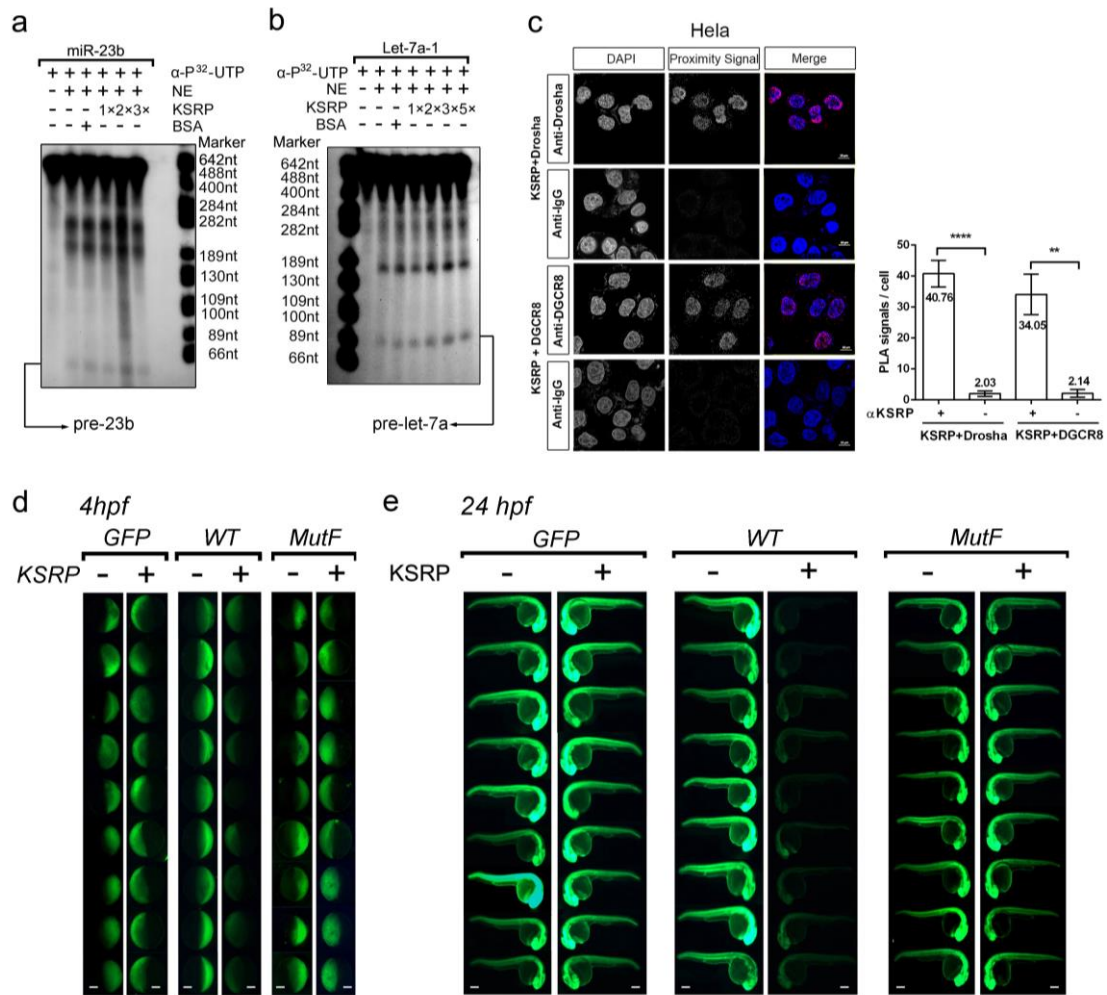 a
miR-23b
+ + + + + + α-P³²-UTP
- + + + + + NE
- - - 1×2×3× KSRP
- - + - - - BSA
Marker
642nt
488nt
400nt
284nt
282nt
189nt
130nt
109nt
100nt
89nt
66nt
pre-23b
b
Let-7a-1
α-P³²-UTP + + + + + + +
NE - + + + + + +
KSRP - - - 1×2×3×5×
BSA - - + - - - -
Marker
642nt
488nt
400nt
284nt
282nt
189nt
130nt
109nt
100nt
89nt
66nt
pre-let-7a
c
Hela
DAPI Proximity Signal Merge
KSRP+Drosha
Anti-Drosha
Anti-IgG
KSRP + DGCR8
Anti-DGCR8
Anti-IgG
PLA signals / cell
50
40
30
20
10
0
****
**
40.76
2.03
34.05
2.14
αKSRP + - + -
KSRP+Drosha KSRP+DGCR8
d
4hpf
GFP WT MutF
KSRP - + - + - +
e
24 hpf
GFP WT MutF
KSRP - + - + - +